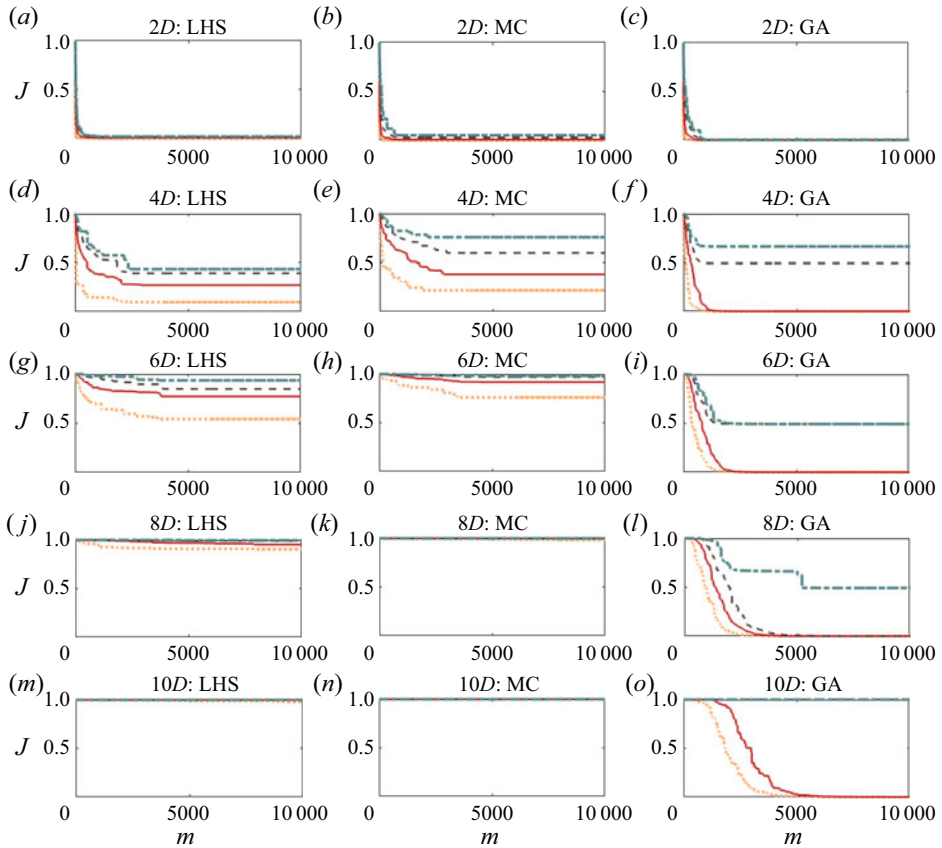 (a) 2D: LHS (b) 2D: MC (c) 2D: GA
1.0 1.0 1.0
J 0.5 0.5 0.5
0 5000 10 000 0 5000 10 000 0 5000 10 000
(d) 4D: LHS (e) 4D: MC (f) 4D: GA
1.0 1.0 1.0
J 0.5 0.5 0.5
0 5000 10 000 0 5000 10 000 0 5000 10 000
(g) 6D: LHS (h) 6D: MC (i) 6D: GA
1.0 1.0 1.0
J 0.5 0.5 0.5
0 5000 10 000 0 5000 10 000 0 5000 10 000
(j) 8D: LHS (k) 8D: MC (l) 8D: GA
1.0 1.0 1.0
J 0.5 0.5 0.5
0 5000 10 000 0 5000 10 000 0 5000 10 000
(m) 10D: LHS (n) 10D: MC (o) 10D: GA
1.0 1.0 1.0
J 0.5 0.5 0.5
0 5000 10 000 0 5000 10 000 0 5000 10 000
m m m